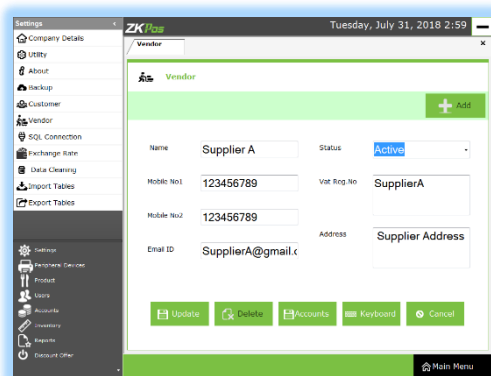 Settings
Company Details
Utility
About
Backup
Customer
Vendor
SQL Connection
Exchange Rate
Data Cleaning
Import Tables
Export Tables
Settings
Peripheral Devices
Product
Users
Accounts
Inventory
Reports
Discount Offer
ZKPos
Tuesday, July 31, 2018 2:59
Vendor
x
Vendor
Add
Name
Supplier A
Status
Active
Mobile No1
123456789
Vat Reg.No
SupplierA
Mobile No2
123456789
Address
Supplier Address
Email ID
SupplierA@gmail.c
Update
Delete
Accounts
Keyboard
Cancel
Main Menu